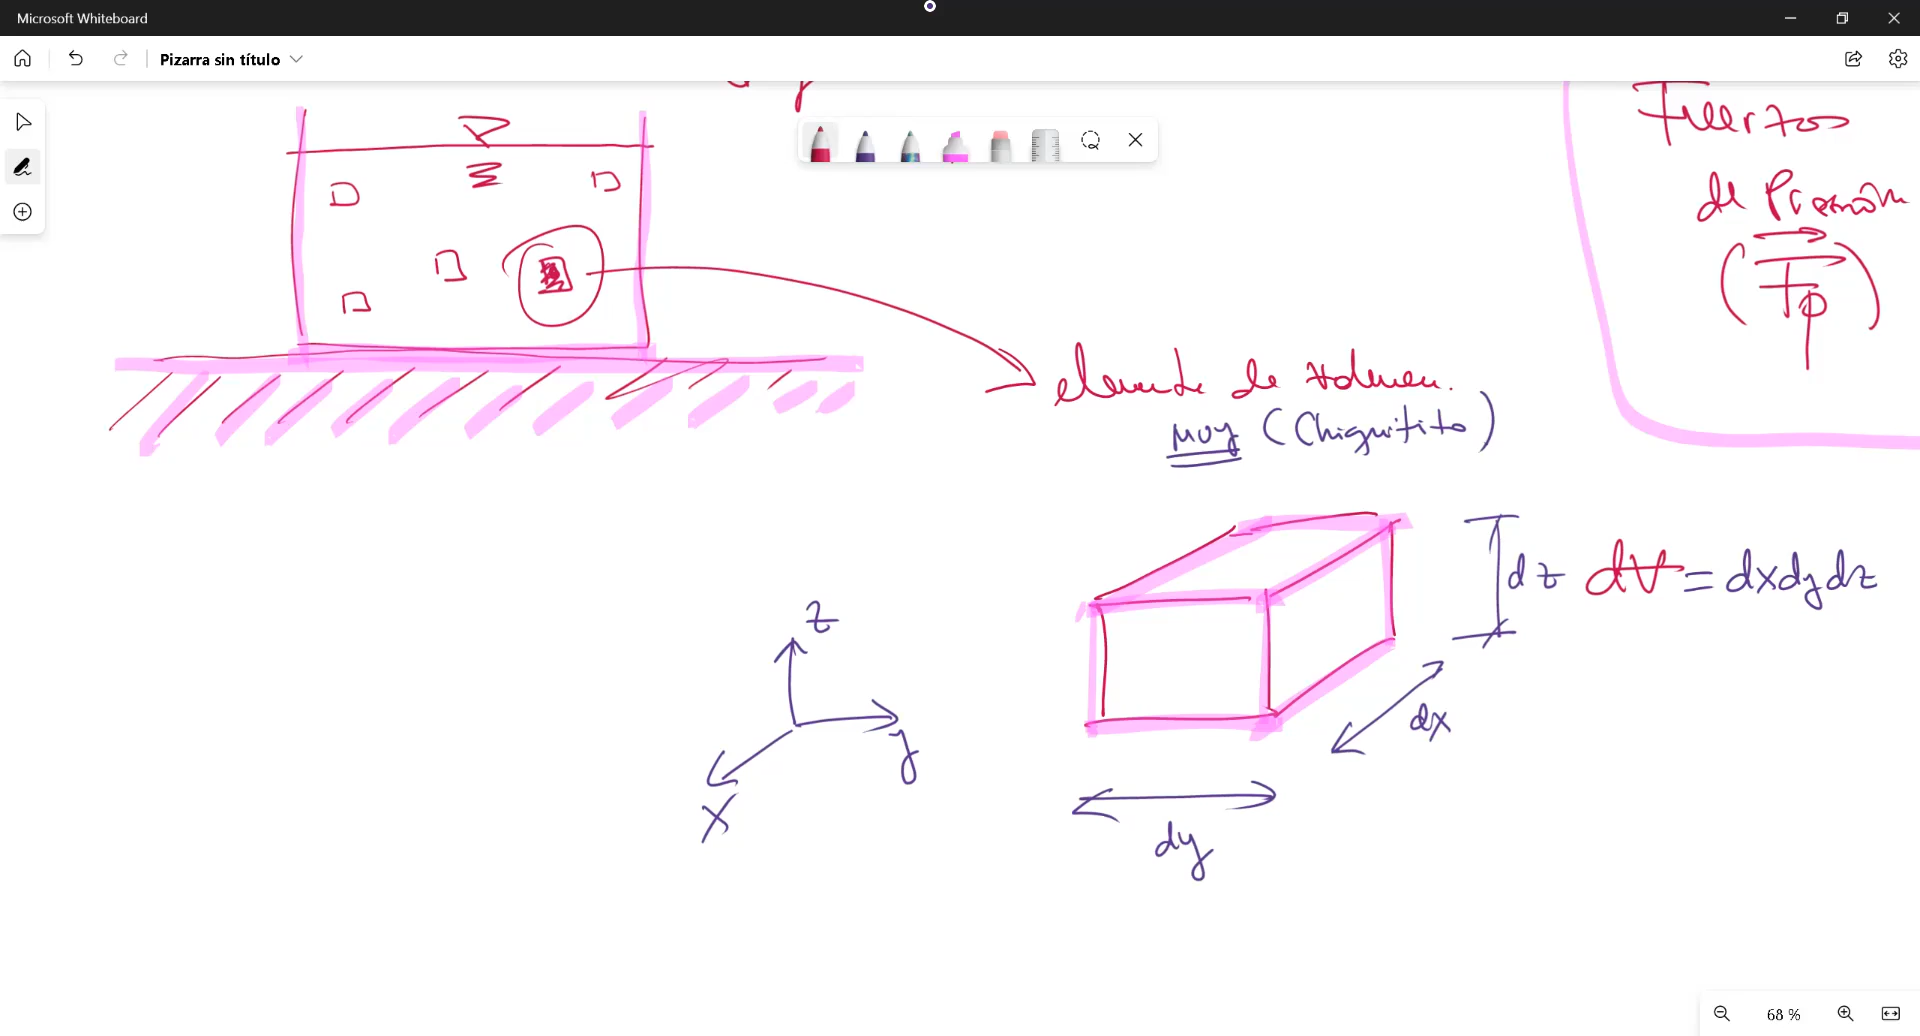 Microsoft Whiteboard
Pizarra sin título
Fuerzas
de Presión
(Fp)
elemento de volumen.
muy (Chiquitito)
dz dV = dxdydz
z
y
x
dx
dy
68 %